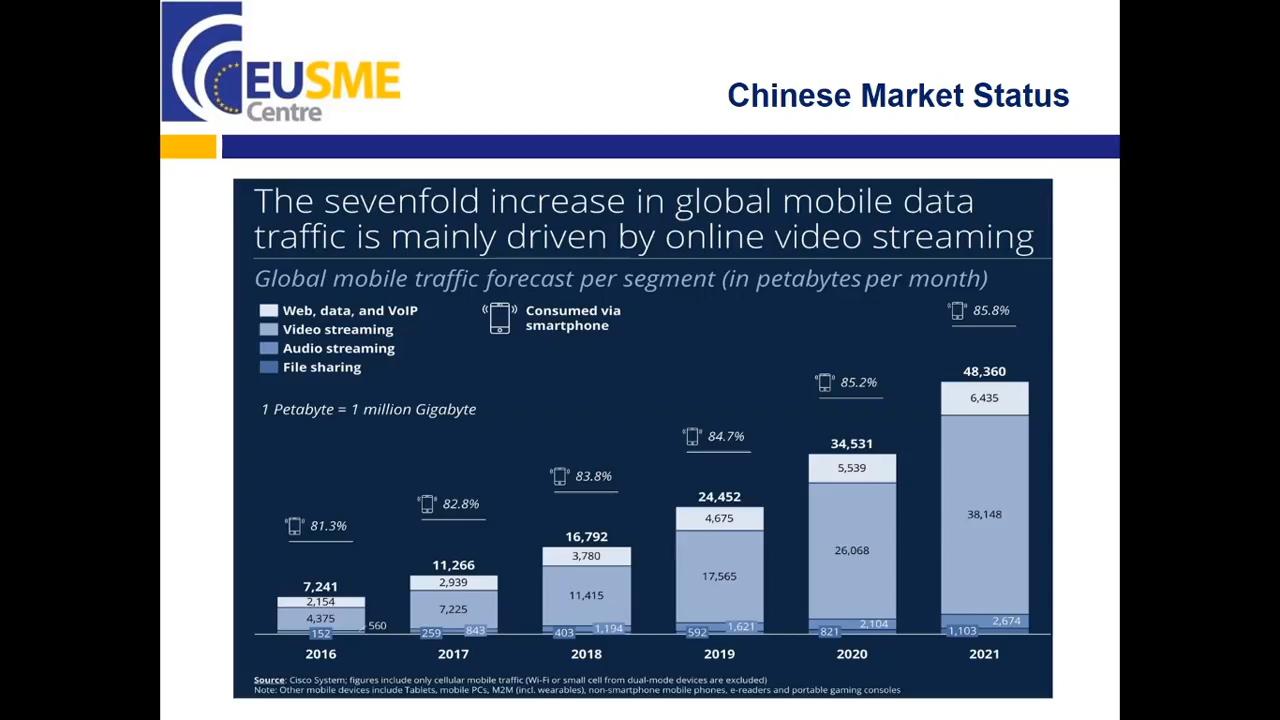 EUSME
Centre
Chinese Market Status
The sevenfold increase in global mobile data
traffic is mainly driven by online video streaming
Global mobile traffic forecast per segment (in petabytes per month)
Web, data, and VoIP
Video streaming
Audio streaming
File sharing
Consumed via
smartphone
1 Petabyte = 1 million Gigabyte
81.3%
7,241
2,154
4,375
560
152
2016
82.8%
11,266
2,939
7,225
843
259
2017
83.8%
16,792
3,780
11,415
1,194
403
2018
84.7%
24,452
4,675
17,565
1,621
592
2019
85.2%
34,531
5,539
26,068
2,104
821
2020
85.8%
48,360
6,435
38,148
2,674
1,103
2021
Source: Cisco System; figures include only cellular mobile traffic (Wi-Fi or small cell from dual-mode devices are excluded)
Note: Other mobile devices include Tablets, mobile PCs, M2M (incl. wearables), non-smartphone mobile phones, e-readers and portable gaming consoles